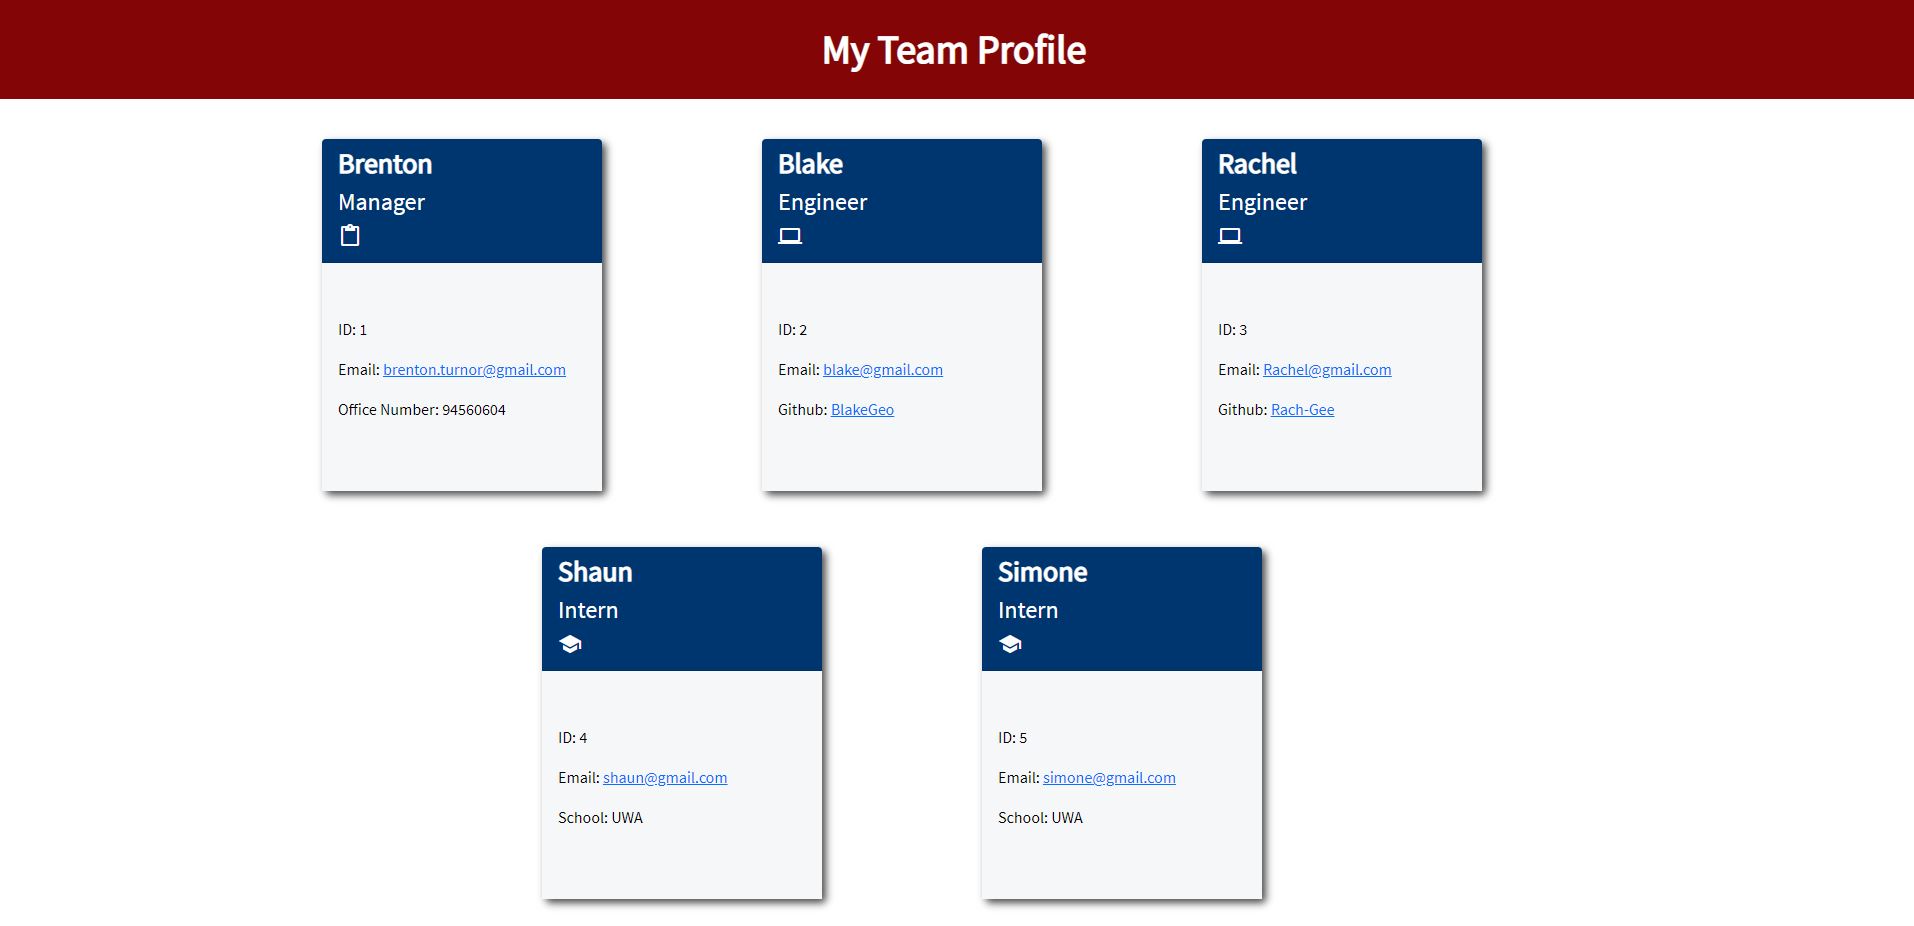 My Team Profile
Brenton
Manager
ID: 1
Email: brenton.turnor@gmail.com
Office Number: 94560604
Blake
Engineer
ID: 2
Email: blake@gmail.com
Github: BlakeGeo
Rachel
Engineer
ID: 3
Email: Rachel@gmail.com
Github: Rach-Gee
Shaun
Intern
ID: 4
Email: shaun@gmail.com
School: UWA
Simone
Intern
ID: 5
Email: simone@gmail.com
School: UWA